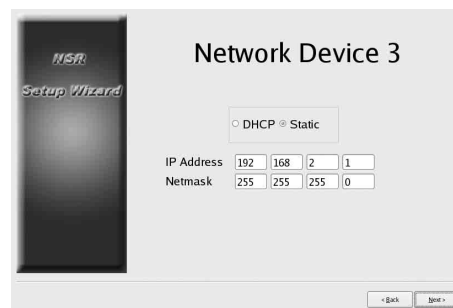 NSR
Setup Wizard
Network Device 3
DHCP Static
IP Address 192 168 2 1
Netmask 255 255 255 0
< Back Next >